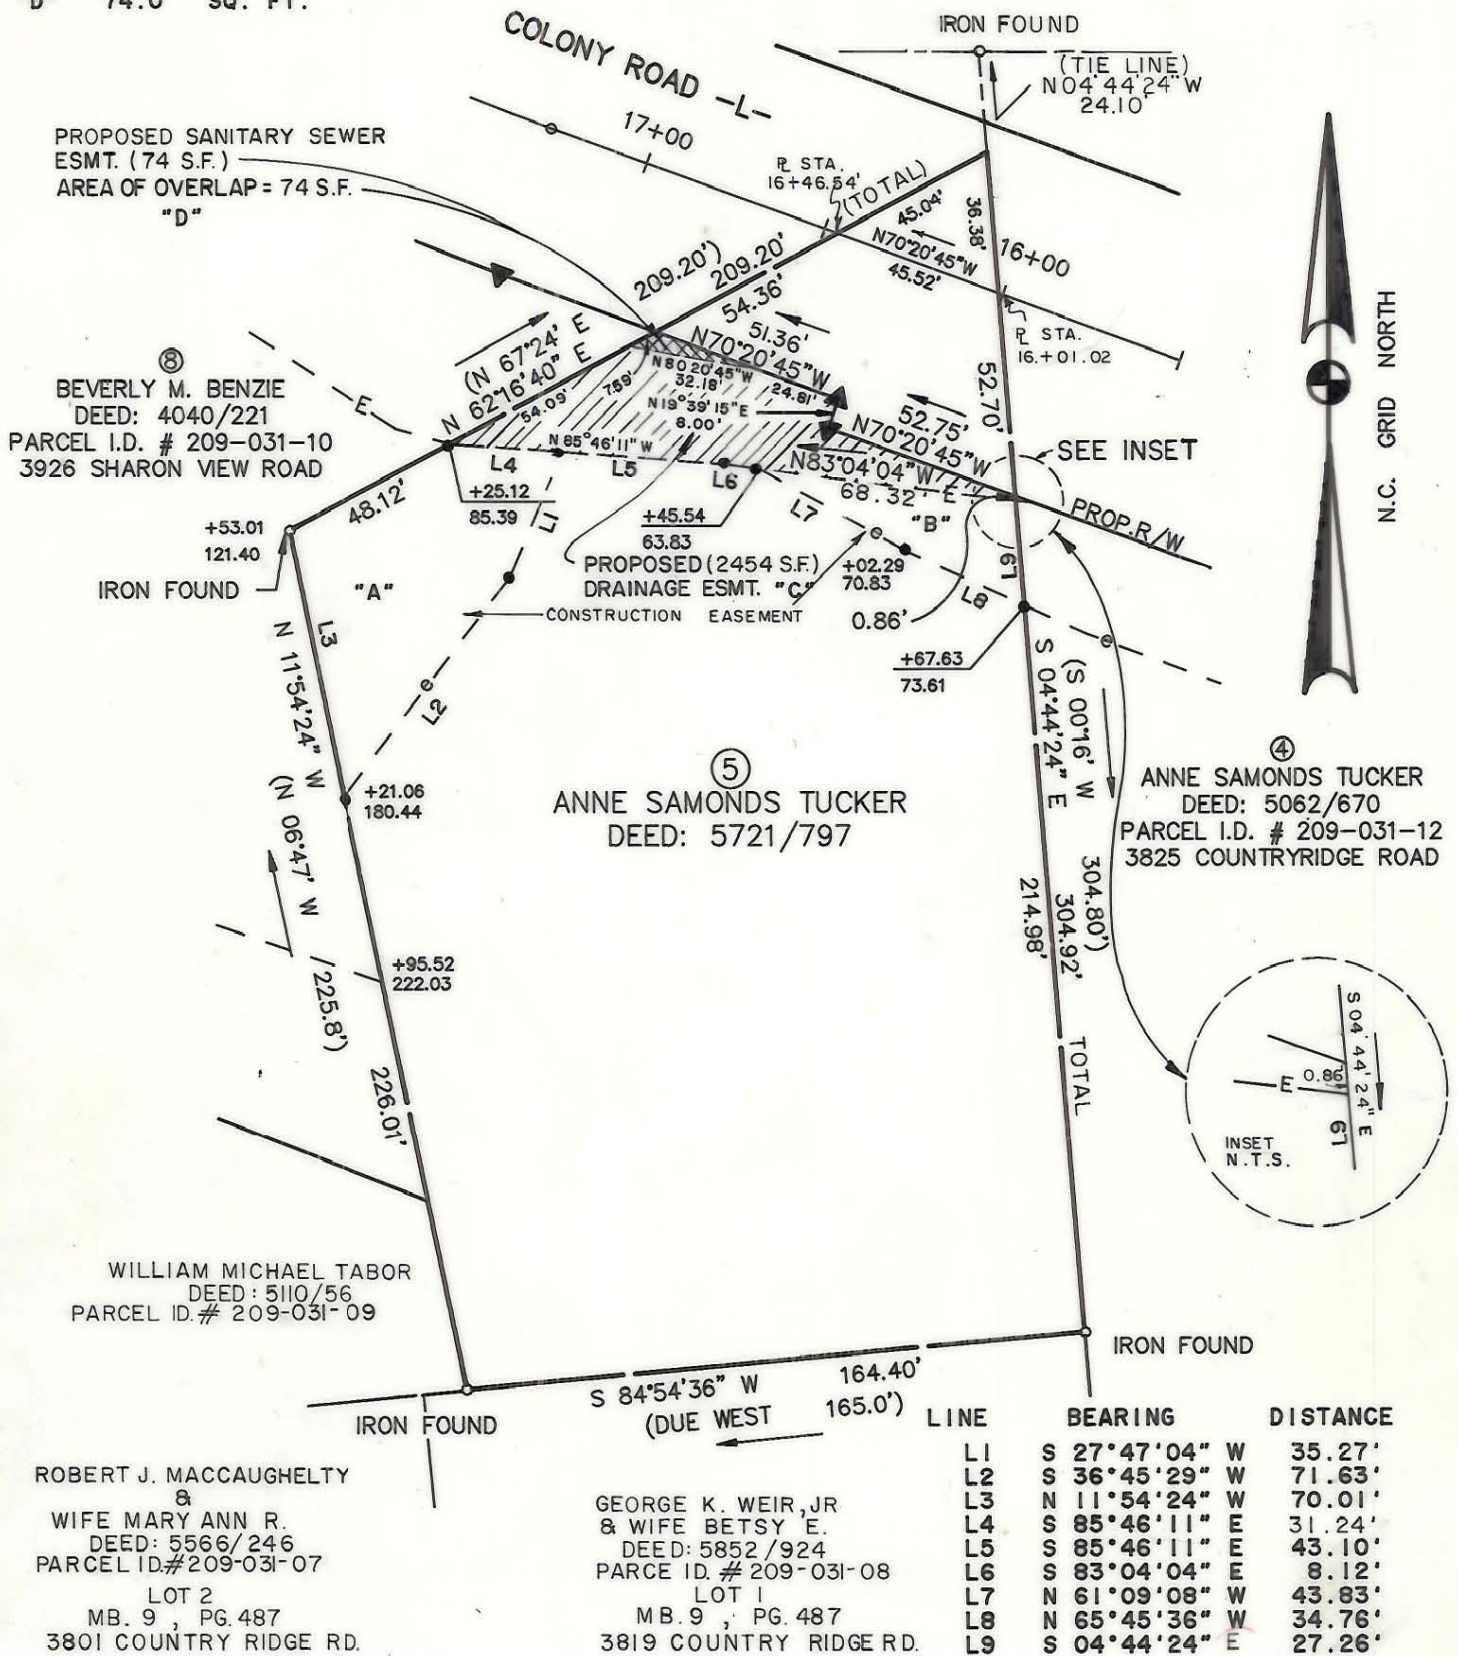 "D" 74.0 SQ. FT.
COLONY ROAD -L-
IRON FOUND
(TIE LINE)
N04°44'24"W
24.10'
PROPOSED SANITARY SEWER
ESMT. (74 S.F.)
AREA OF OVERLAP = 74 S.F.
"D"
17+00
PL STA.
16+46.54'
(TOTAL)
45.04'
36.38'
N70°20'45"W
45.52'
16+00
PL STA.
16.+01.02
209.20')
209.20'
54.36'
51.36'
N70°20'45"W
(N 67°24' E
N 62°16'40" E
54.09'
7.59'
N80°20'45"W
32.18'
24.81'
N19°39'15"E
8.00'
52.70'
52.75'
N70°20'45"W
SEE INSET
8
BEVERLY M. BENZIE
DEED: 4040/221
PARCEL I.D. # 209-031-10
3926 SHARON VIEW ROAD
E
N 85°46'11" W
L4
L5
L6
N83°04'04"W
68.32' E
L7
"B"
PROP.R/W
N.C. GRID NORTH
48.12'
+25.12
85.39
L1
+45.54
63.83
+53.01
121.40
IRON FOUND
"A"
PROPOSED (2454 S.F.)
DRAINAGE ESMT. "C"
CONSTRUCTION EASEMENT
e
+02.29
70.83
0.86'
L8
L9
e
+67.63
73.61
L3
N 11°54'24" W
(N 06°47' W
225.8')
226.01'
e
L2
+21.06
180.44
+95.52
222.03
5
ANNE SAMONDS TUCKER
DEED: 5721/797
(S 00°16' W
S 04°44'24" E
304.80')
304.92'
TOTAL
214.98'
4
ANNE SAMONDS TUCKER
DEED: 5062/670
PARCEL I.D. # 209-031-12
3825 COUNTRYRIDGE ROAD
S 04°44'24" E
E
0.86'
L9
INSET
N.T.S.
WILLIAM MICHAEL TABOR
DEED: 5110/56
PARCEL ID.# 209-031-09
IRON FOUND
S 84°54'36" W
164.40'
(DUE WEST
165.0')
IRON FOUND
ROBERT J. MACCAUGHELTY
&
WIFE MARY ANN R.
DEED: 5566/246
PARCEL ID.#209-031-07
LOT 2
MB. 9 , PG. 487
3801 COUNTRY RIDGE RD.
GEORGE K. WEIR, JR
& WIFE BETSY E.
DEED: 5852/924
PARCE ID. # 209-031-08
LOT 1
MB. 9 , PG. 487
3819 COUNTRY RIDGE RD.
LINE BEARING DISTANCE
L1 S 27°47'04" W 35.27'
L2 S 36°45'29" W 71.63'
L3 N 11°54'24" W 70.01'
L4 S 85°46'11" E 31.24'
L5 S 85°46'11" E 43.10'
L6 S 83°04'04" E 8.12'
L7 N 61°09'08" W 43.83'
L8 N 65°45'36" W 34.76'
L9 S 04°44'24" E 27.26'